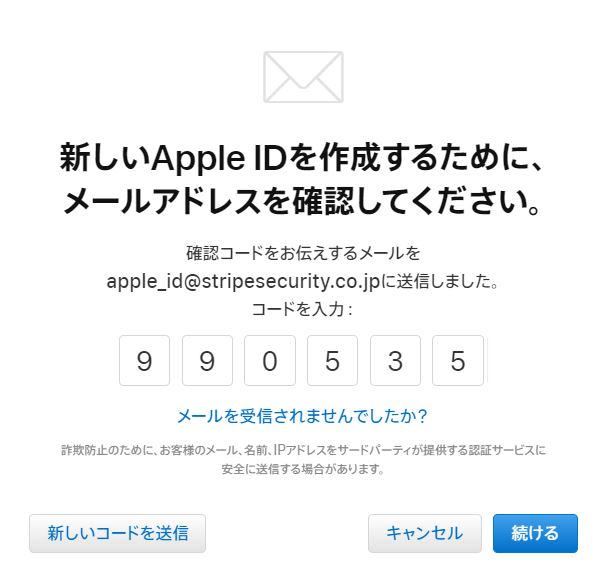 新しいApple IDを作成するために、
メールアドレスを確認してください。
確認コードをお伝えするメールを
apple_id@stripesecurity.co.jpに送信しました。
コードを入力:
9 9 0 5 3 5
メールを受信されませんでしたか?
詐欺防止のために、お客様のメール、名前、IPアドレスをサードパーティが提供する認証サービスに
安全に送信する場合があります。
新しいコードを送信 キャンセル 続ける